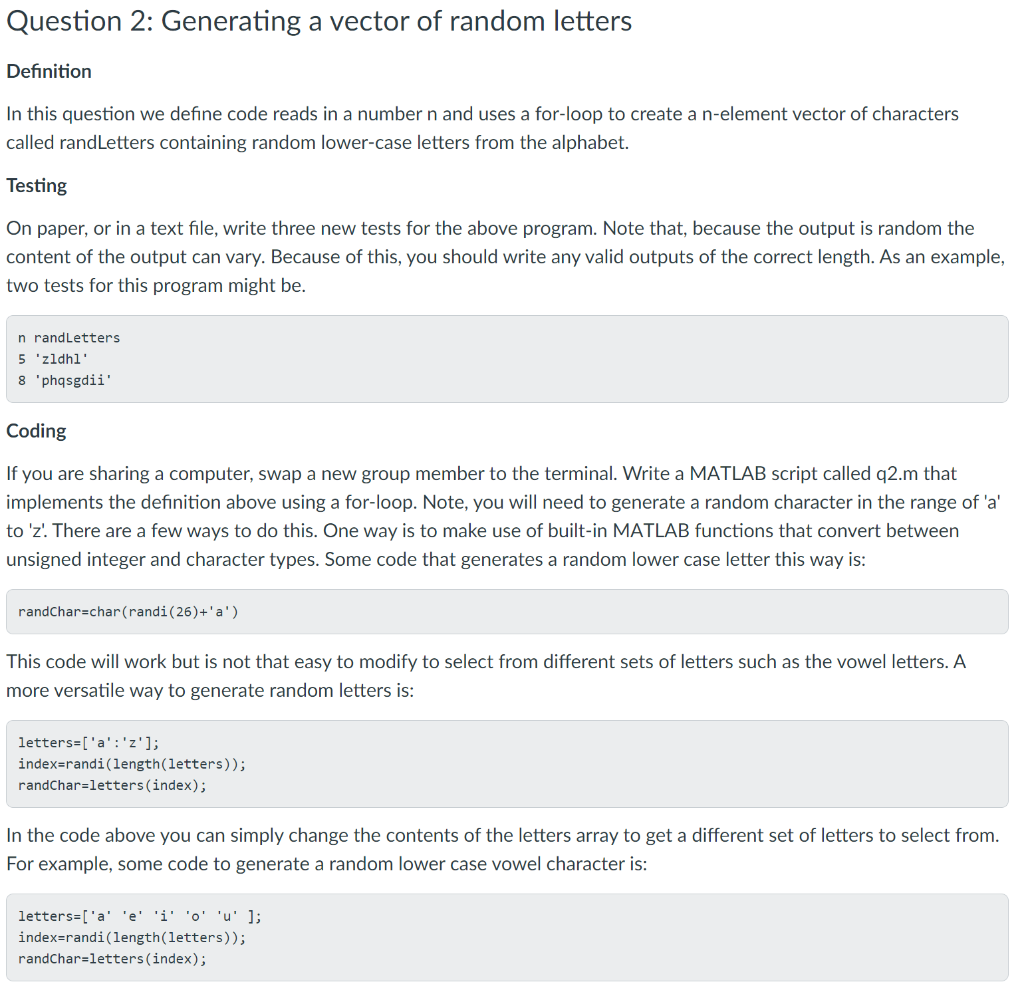 Question 2: Generating a vector of random letters
Definition
In this question we define code reads in a number n and uses a for-loop to create a n-element vector of characters
called randLetters containing random lower-case letters from the alphabet.
Testing
On paper, or in a text file, write three new tests for the above program. Note that, because the output is random the
content of the output can vary. Because of this, you should write any valid outputs of the correct length. As an example,
two tests for this program might be.
n randLetters
5 'zldhl'
8 'phqsgdii'
Coding
If you are sharing a computer, swap a new group member to the terminal. Write a MATLAB script called q2.m that
implements the definition above using a for-loop. Note, you will need to generate a random character in the range of 'a'
to 'z'. There are a few ways to do this. One way is to make use of built-in MATLAB functions that convert between
unsigned integer and character types. Some code that generates a random lower case letter this way is:
randChar=char(randi(26)+'a')
This code will work but is not that easy to modify to select from different sets of letters such as the vowel letters. A
more versatile way to generate random letters is:
letters=['a':'z'];
index=randi(length(letters));
randChar=letters(index);
In the code above you can simply change the contents of the letters array to get a different set of letters to select from.
For example, some code to generate a random lower case vowel character is:
letters=['a' 'e' 'i' 'o' 'u' ];
index=randi(length(letters));
randChar=letters(index);